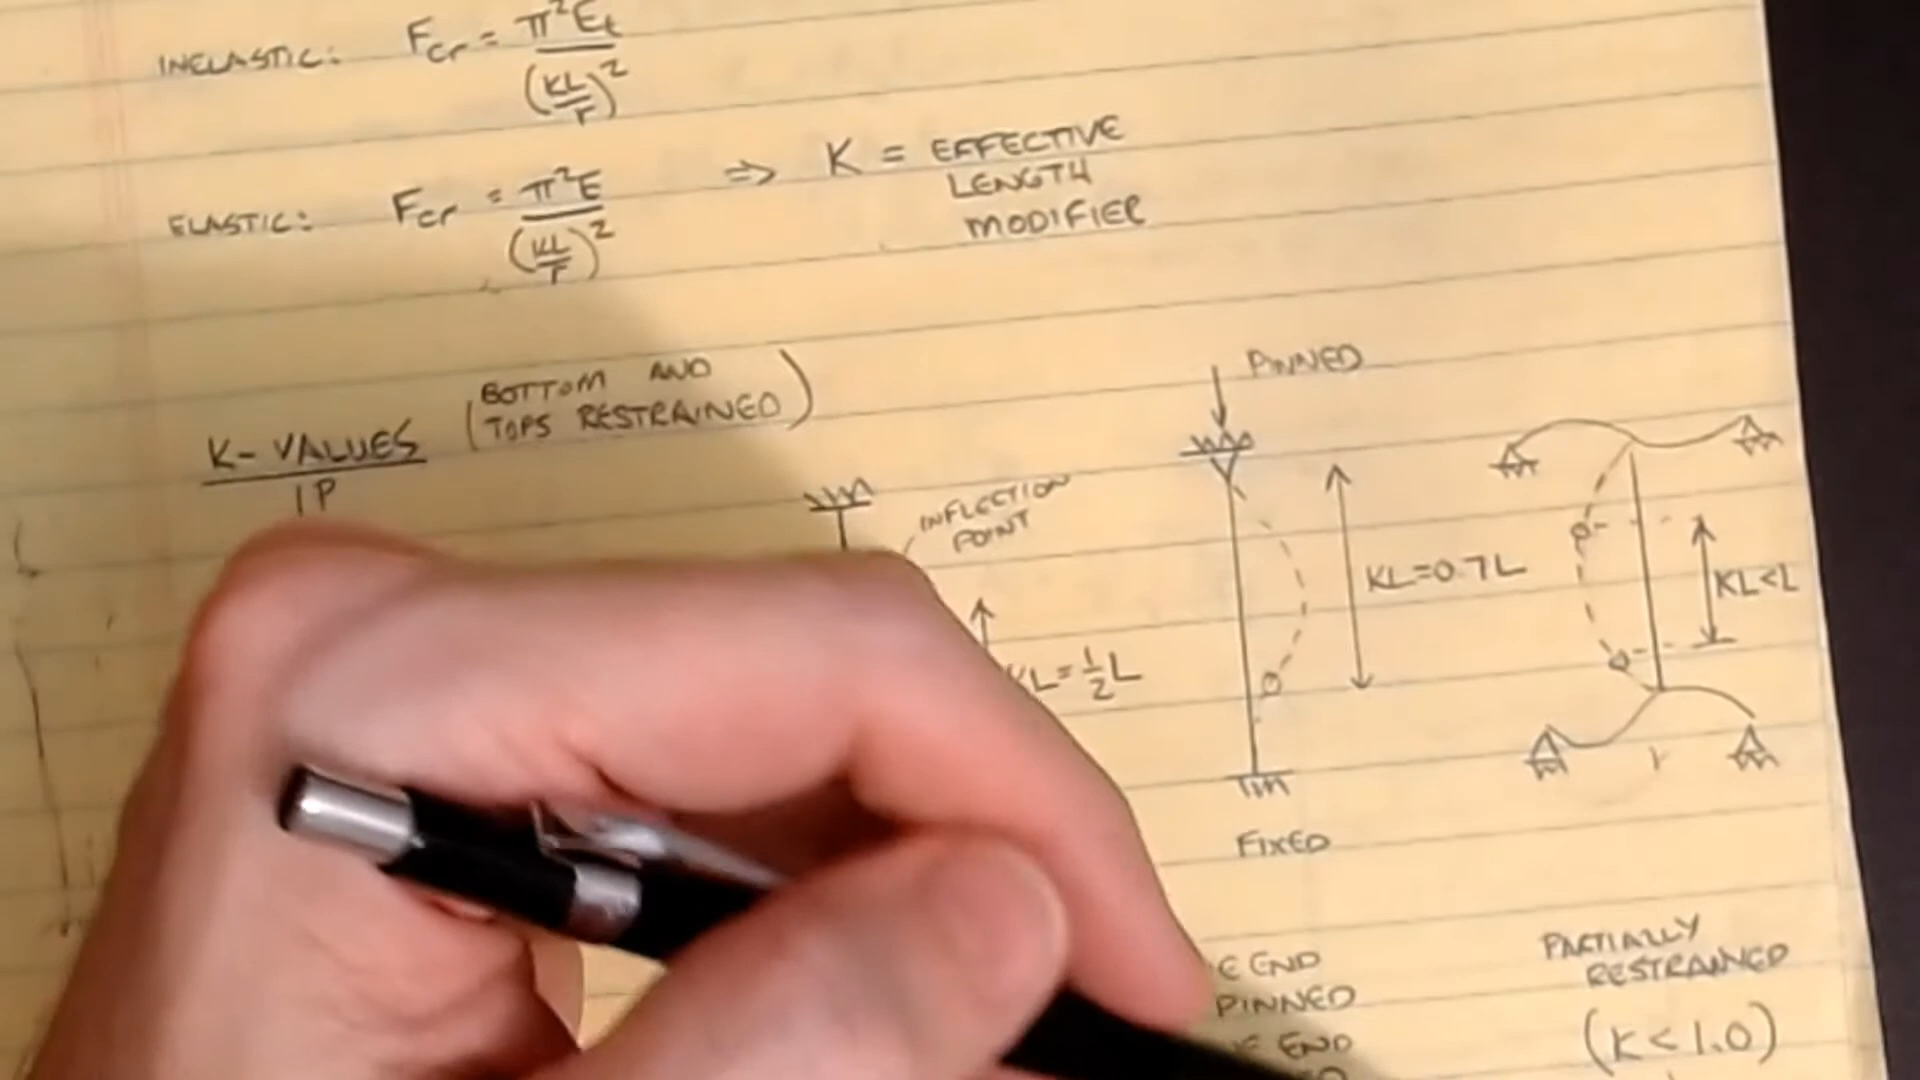 INELASTIC: Fcr = π²Et
(KL/r)²
ELASTIC: Fcr = π²E
(KL/r)²
⇒ K = EFFECTIVE
LENGTH
MODIFIER
K-VALUES
(BOTTOM AND
TOPS RESTRAINED)
P
INFLECTION
POINT
KL=½L
PINNED
KL=0.7L
FIXED
KL<L
END
PINNED
END
PARTIALLY
RESTRAINED
(K<1.0)